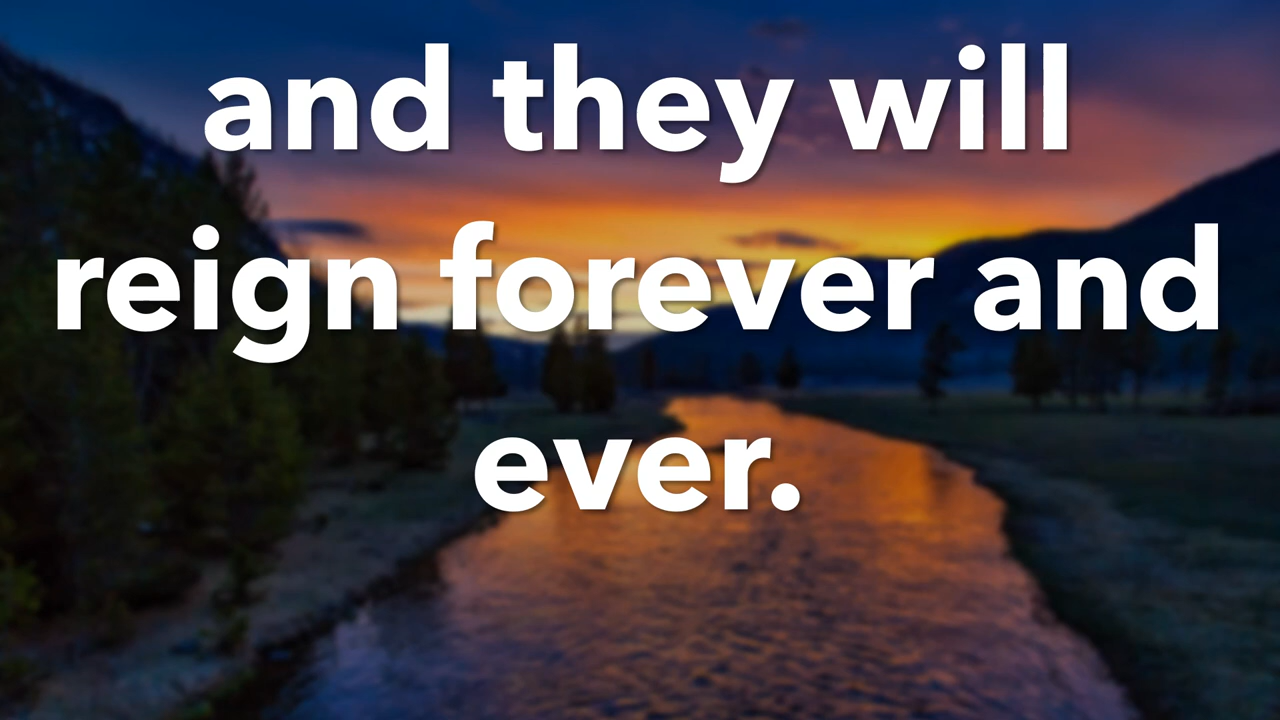 and they will
reign forever and
ever.